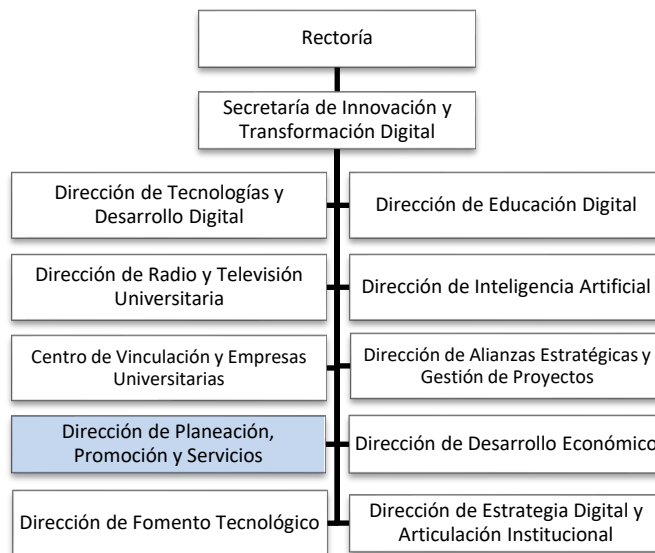 Rectoría
Secretaría de Innovación y
Transformación Digital
Dirección de Tecnologías y
Desarrollo Digital
Dirección de Educación Digital
Dirección de Radio y Televisión
Universitaria
Dirección de Inteligencia Artificial
Centro de Vinculación y Empresas
Universitarias
Dirección de Alianzas Estratégicas y
Gestión de Proyectos
Dirección de Planeación,
Promoción y Servicios
Dirección de Desarrollo Económico
Dirección de Fomento Tecnológico
Dirección de Estrategia Digital y
Articulación Institucional